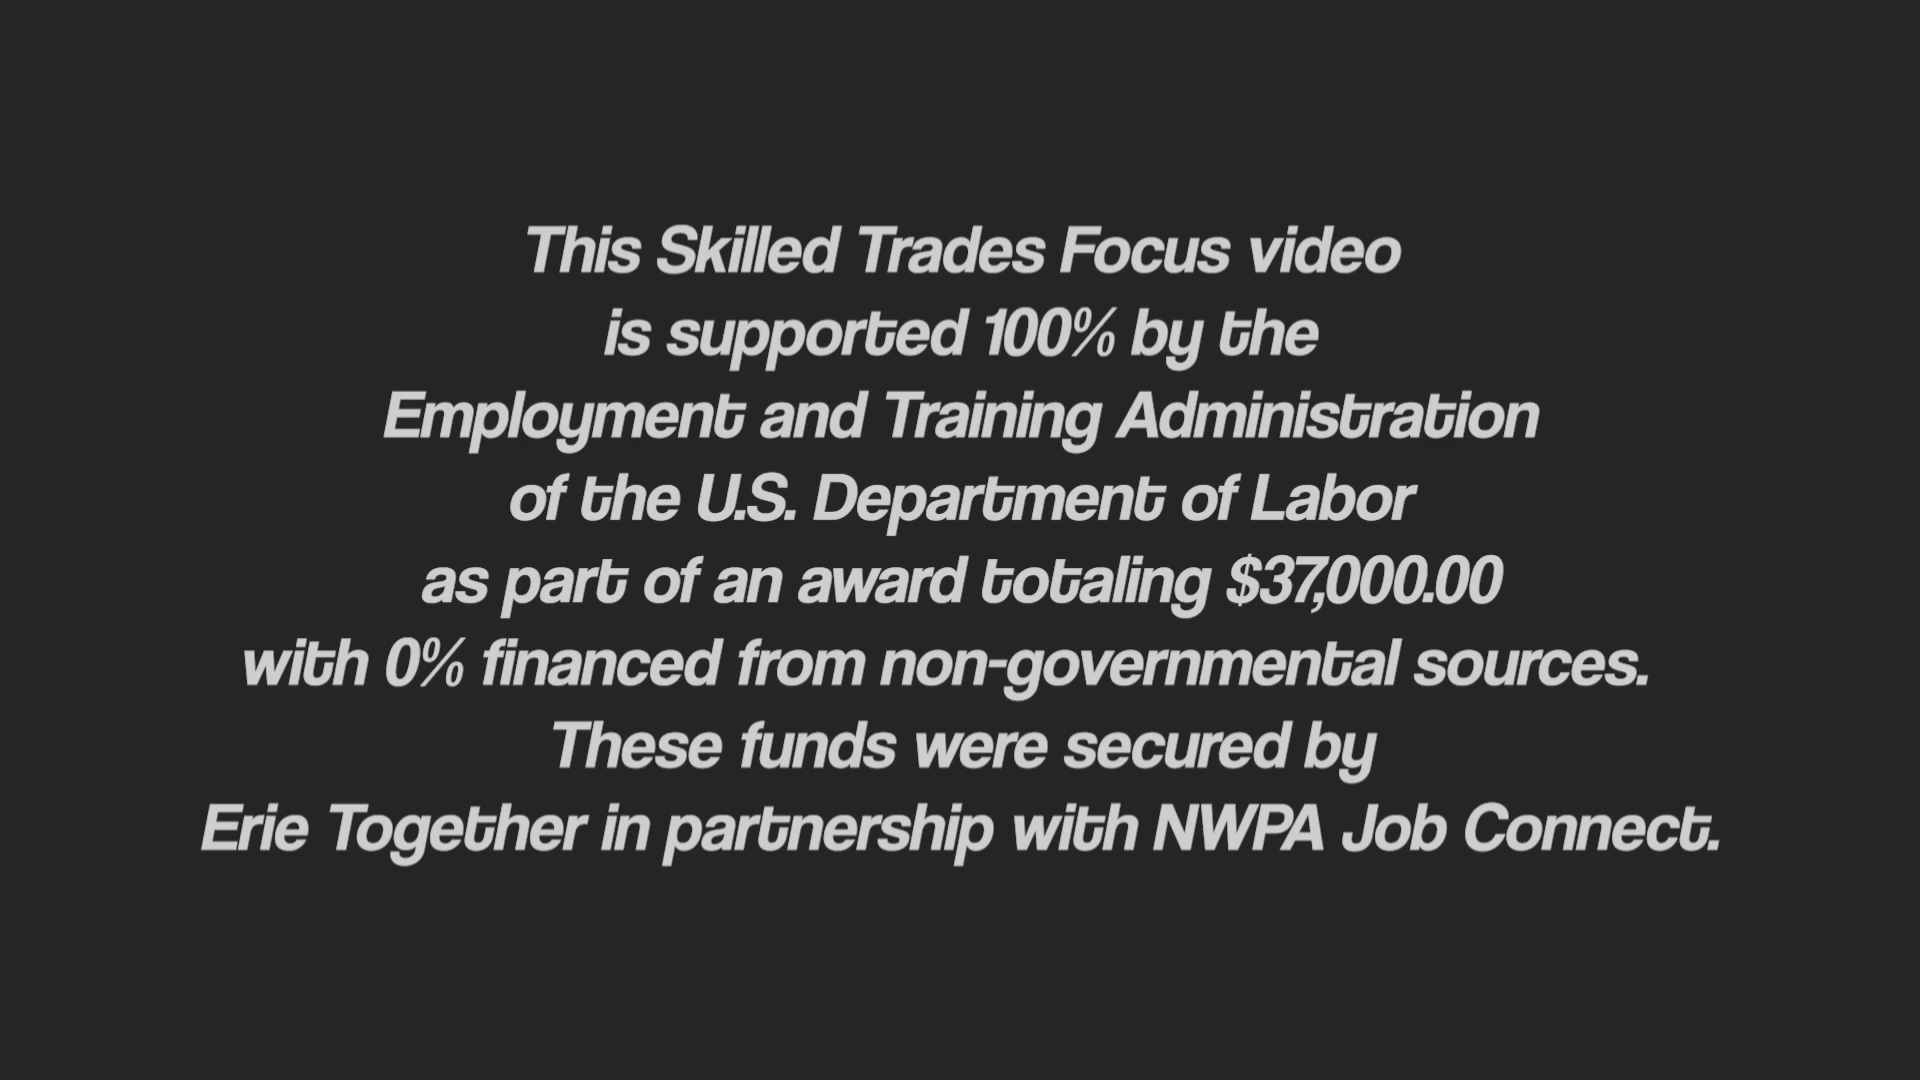 This Skilled Trades Focus video
is supported 100% by the
Employment and Training Administration
of the U.S. Department of Labor
as part of an award totaling $37,000.00
with 0% financed from non-governmental sources.
These funds were secured by
Erie Together in partnership with NWPA Job Connect.